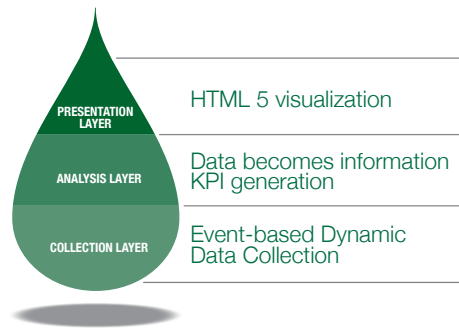 PRESENTATION
LAYER
HTML 5 visualization
ANALYSIS LAYER
Data becomes information
KPI generation
COLLECTION LAYER
Event-based Dynamic
Data Collection